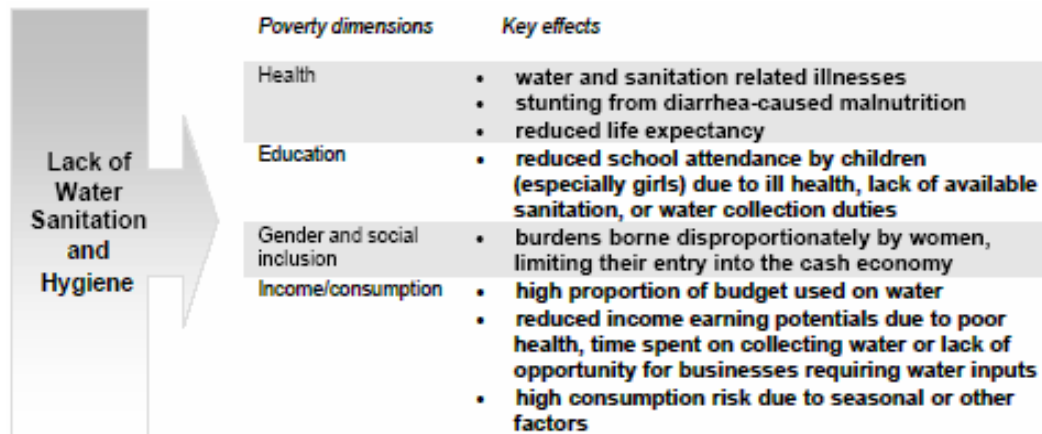 Poverty dimensions Key effects
Health • water and sanitation related illnesses
• stunting from diarrhea-caused malnutrition
• reduced life expectancy
Education • reduced school attendance by children
(especially girls) due to ill health, lack of available
sanitation, or water collection duties
Gender and social • burdens borne disproportionately by women,
inclusion limiting their entry into the cash economy
Income/consumption • high proportion of budget used on water
• reduced income earning potentials due to poor
health, time spent on collecting water or lack of
opportunity for businesses requiring water inputs
• high consumption risk due to seasonal or other
factors
Lack of
Water
Sanitation
and
Hygiene